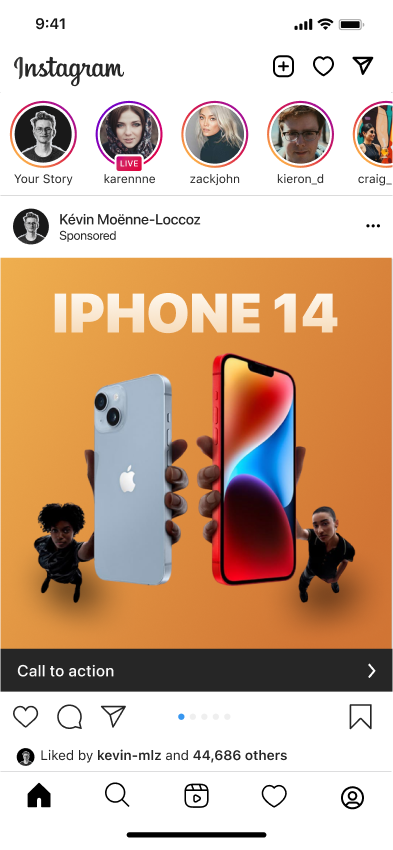 9:41
Instagram
LIVE
Your Story
karennne
zackjohn
kieron_d
craig_
Kévin Moënne-Loccoz
Sponsored
IPHONE 14
Call to action
Liked by kevin-mlz and 44,686 others